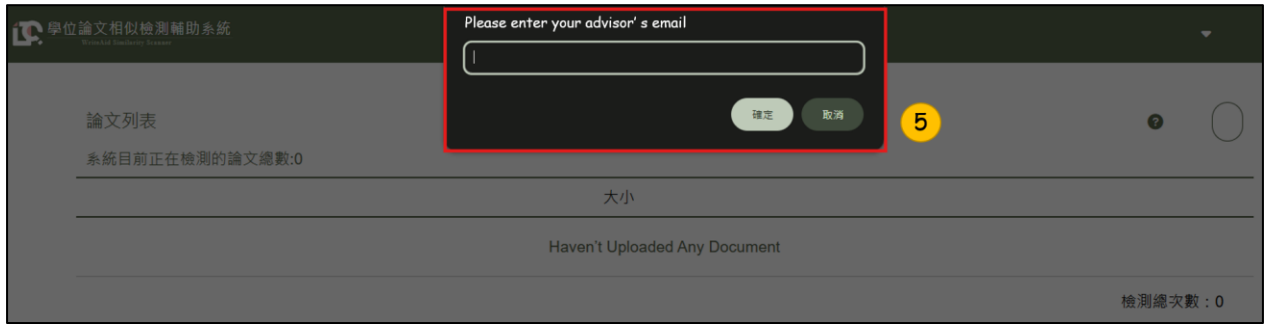 Please enter your advisor' s email
學位論文相似檢測輔助系統
確定 取消
5
論文列表
系統目前正在檢測的論文總數:0
大小
Haven't Uploaded Any Document
檢測總次數：0